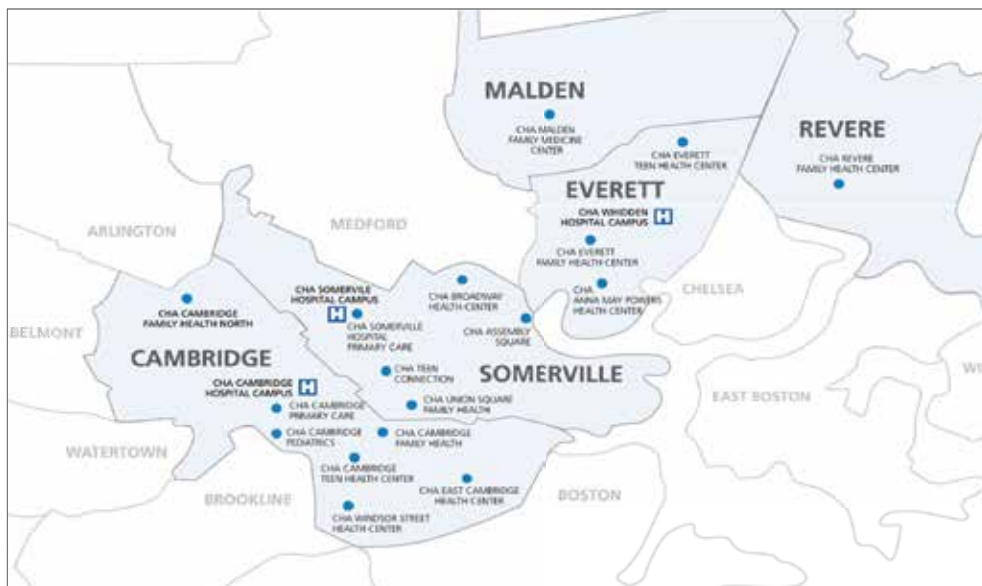 MALDEN
CHA MALDEN
FAMILY MEDICINE
CENTER
CHA EVERETT
TEEN HEALTH CENTER
REVERE
CHA REVERE
FAMILY HEALTH CENTER
EVERETT
CHA WHIDDEN
HOSPITAL CAMPUS
H
CHA EVERETT
FAMILY HEALTH CENTER
CHA
ANNA MAY POWERS
HEALTH CENTER
CHELSEA
MEDFORD
ARLINGTON
BELMONT
CHA CAMBRIDGE
FAMILY HEALTH NORTH
CAMBRIDGE
CHA SOMERVILE
HOSPITAL CAMPUS
H
CHA SOMERVILLE
HOSPITAL
PRIMARY CARE
CHA BROADWAY
HEALTH CENTER
CHA ASSEMBLY
SQUARE
CHA TEEN
CONNECTION
SOMERVILLE
CHA UNION SQUARE
FAMILY HEALTH
CHA CAMBRIDGE
HOSPITAL CAMPUS
H
CHA CAMBRIDGE
PRIMARY CARE
CHA CAMBRIDGE
PEDIATRICS
CHA CAMBRIDGE
FAMILY HEALTH
CHA CAMBRIDGE
TEEN HEALTH CENTER
CHA EAST CAMBRIDGE
HEALTH CENTER
CHA WINDSOR STREET
HEALTH CENTER
WATERTOWN
BROOKLINE
BOSTON
EAST BOSTON